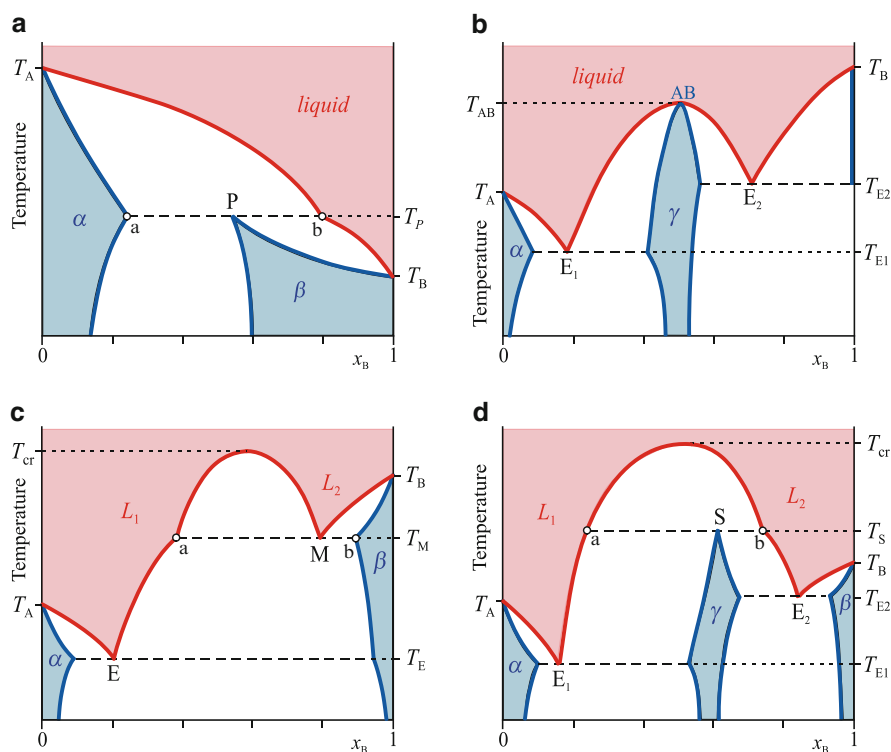 a
T_A
liquid
Temperature
α
a
P
b
T_P
β
T_B
0
x_B
1
b
liquid
AB
T_B
T_AB
E_2
T_E2
T_A
Temperature
α
γ
E_1
T_E1
0
x_B
1
c
T_cr
T_B
L_1
L_2
Temperature
a
M
b
T_M
β
T_A
α
E
T_E
0
x_B
1
d
T_cr
L_1
L_2
Temperature
a
S
b
T_S
T_B
T_A
γ
E_2
β
T_E2
α
E_1
T_E1
0
x_B
1